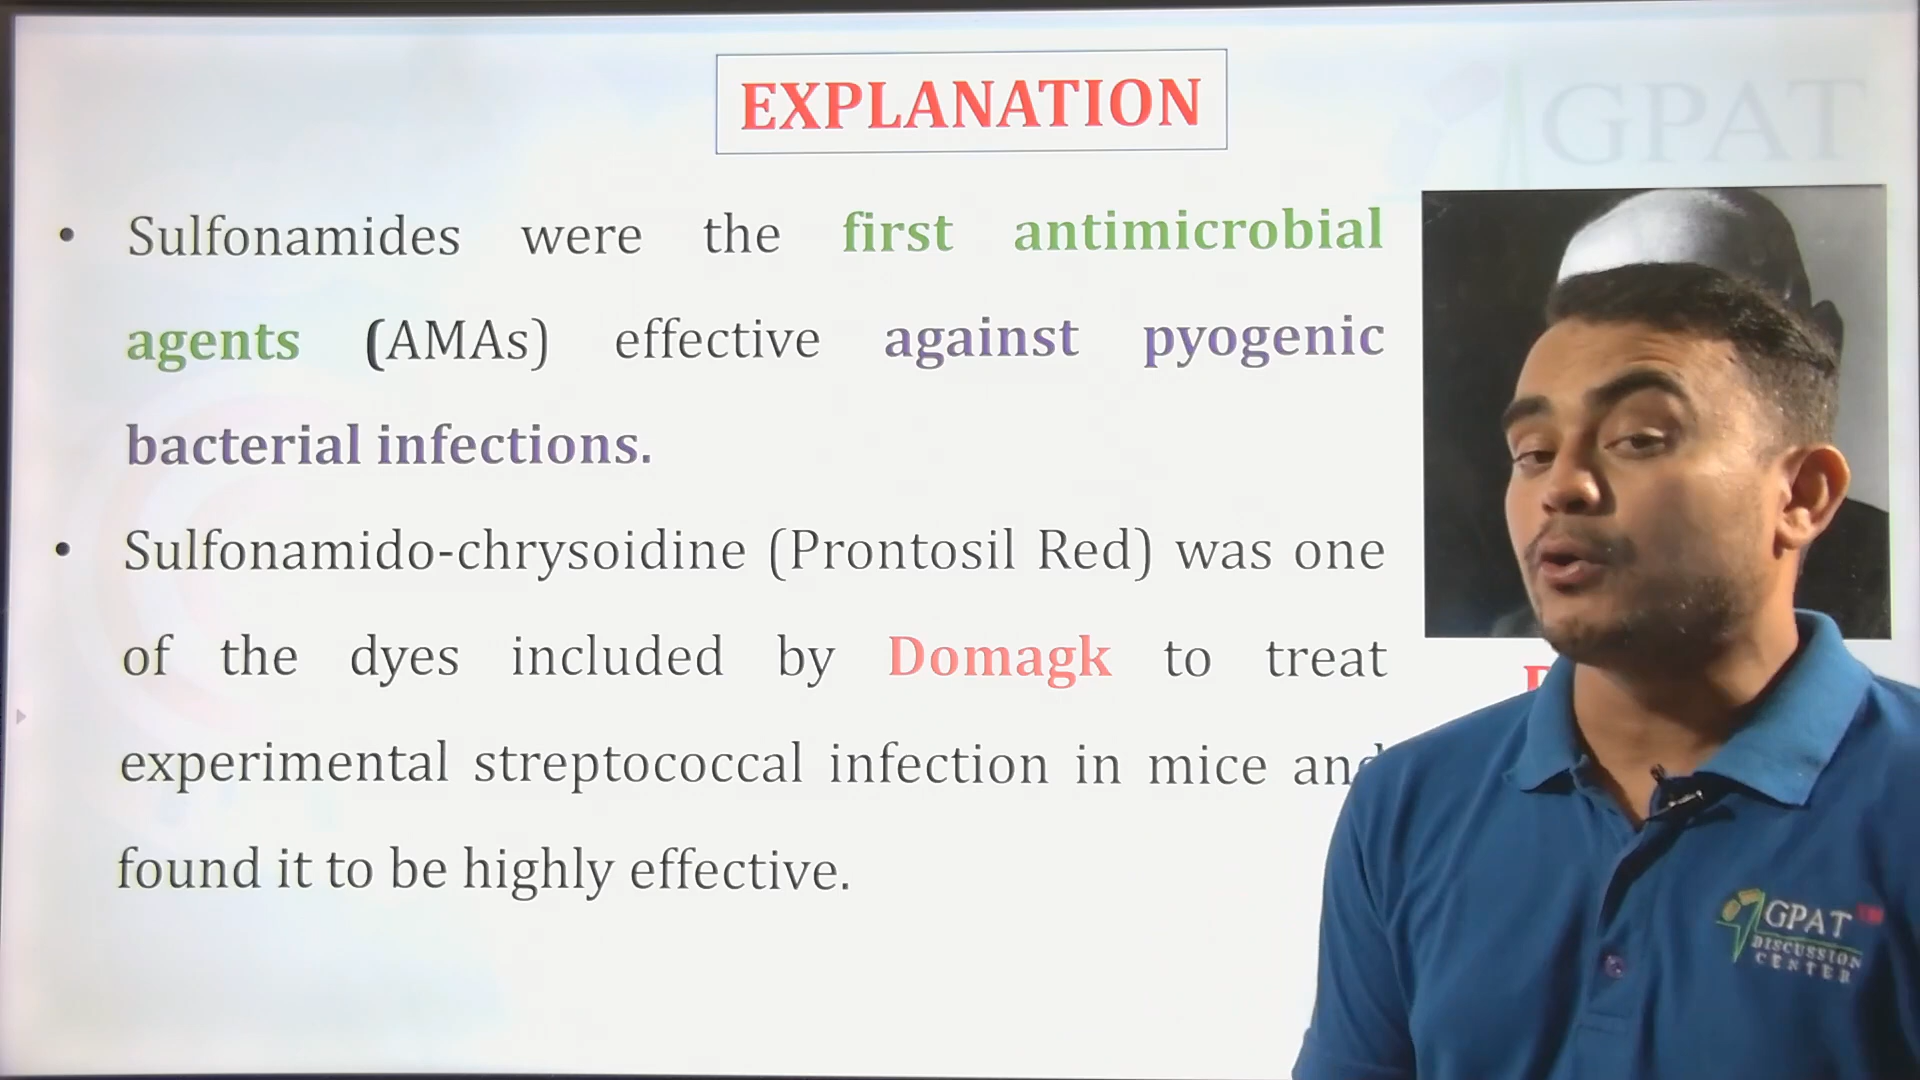 EXPLANATION
GPAT
• Sulfonamides were the first antimicrobial
agents (AMAs) effective against pyogenic
bacterial infections.
• Sulfonamido-chrysoidine (Prontosil Red) was one
of the dyes included by Domagk to treat
experimental streptococcal infection in mice and
found it to be highly effective.
GPAT
DISCUSSION
CENTER